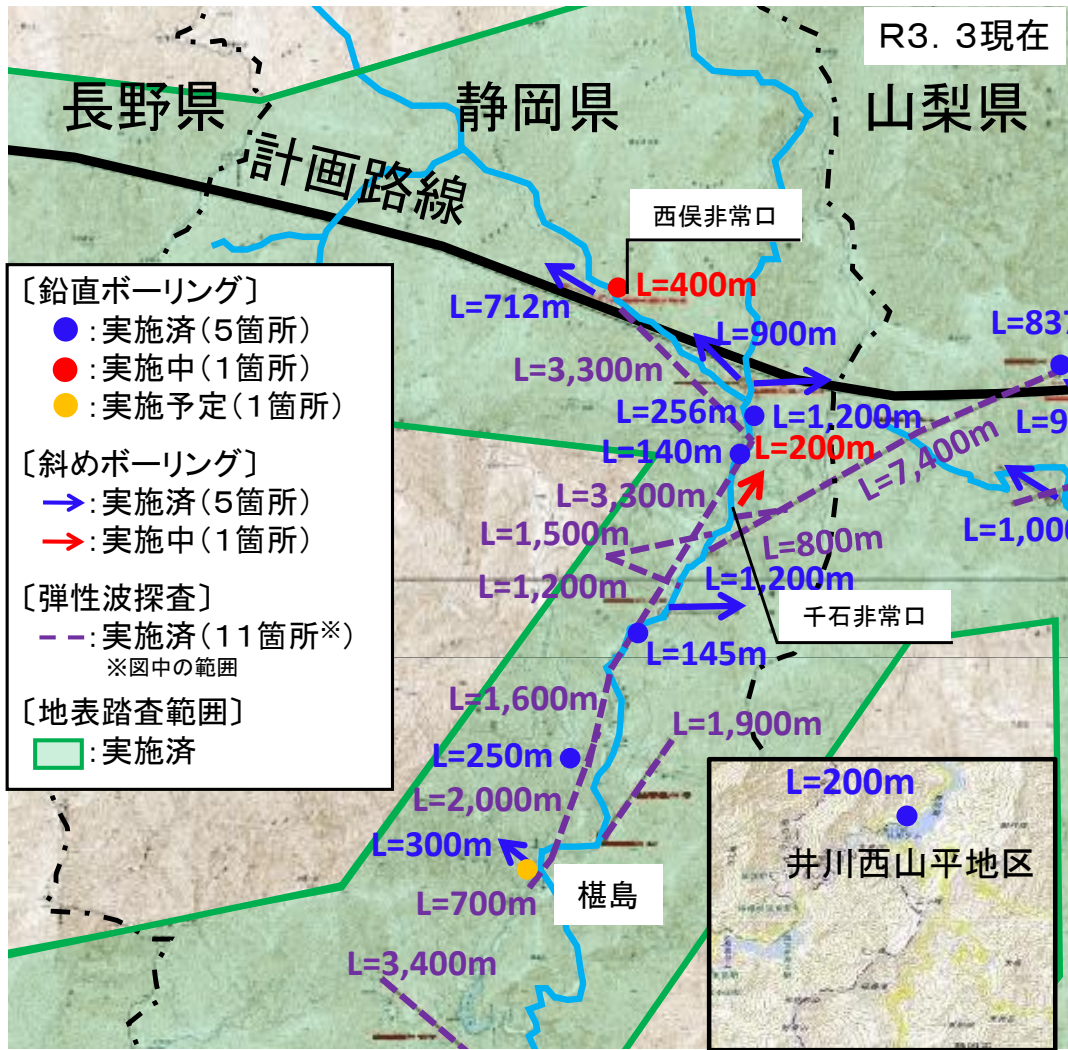 R3．3現在
長野県
静岡県
山梨県
計画路線
西俣非常口
L=400m
L=712m
L=900m
L=837
L=3,300m
L=256m
L=1,200m
L=9
L=140m
L=200m
L=7,400m
L=3,300m
L=1,500m
L=800m
L=1,000
L=1,200m
L=1,200m
千石非常口
L=145m
L=1,600m
L=1,900m
L=250m
L=2,000m
L=300m
L=700m
椹島
L=3,400m
〔鉛直ボーリング〕
：実施済（5箇所）
：実施中（1箇所）
：実施予定（1箇所）
〔斜めボーリング〕
：実施済（5箇所）
：実施中（１箇所）
〔弾性波探査〕
：実施済（11箇所※）
※図中の範囲
〔地表踏査範囲〕
：実施済
L=200m
井川西山平地区